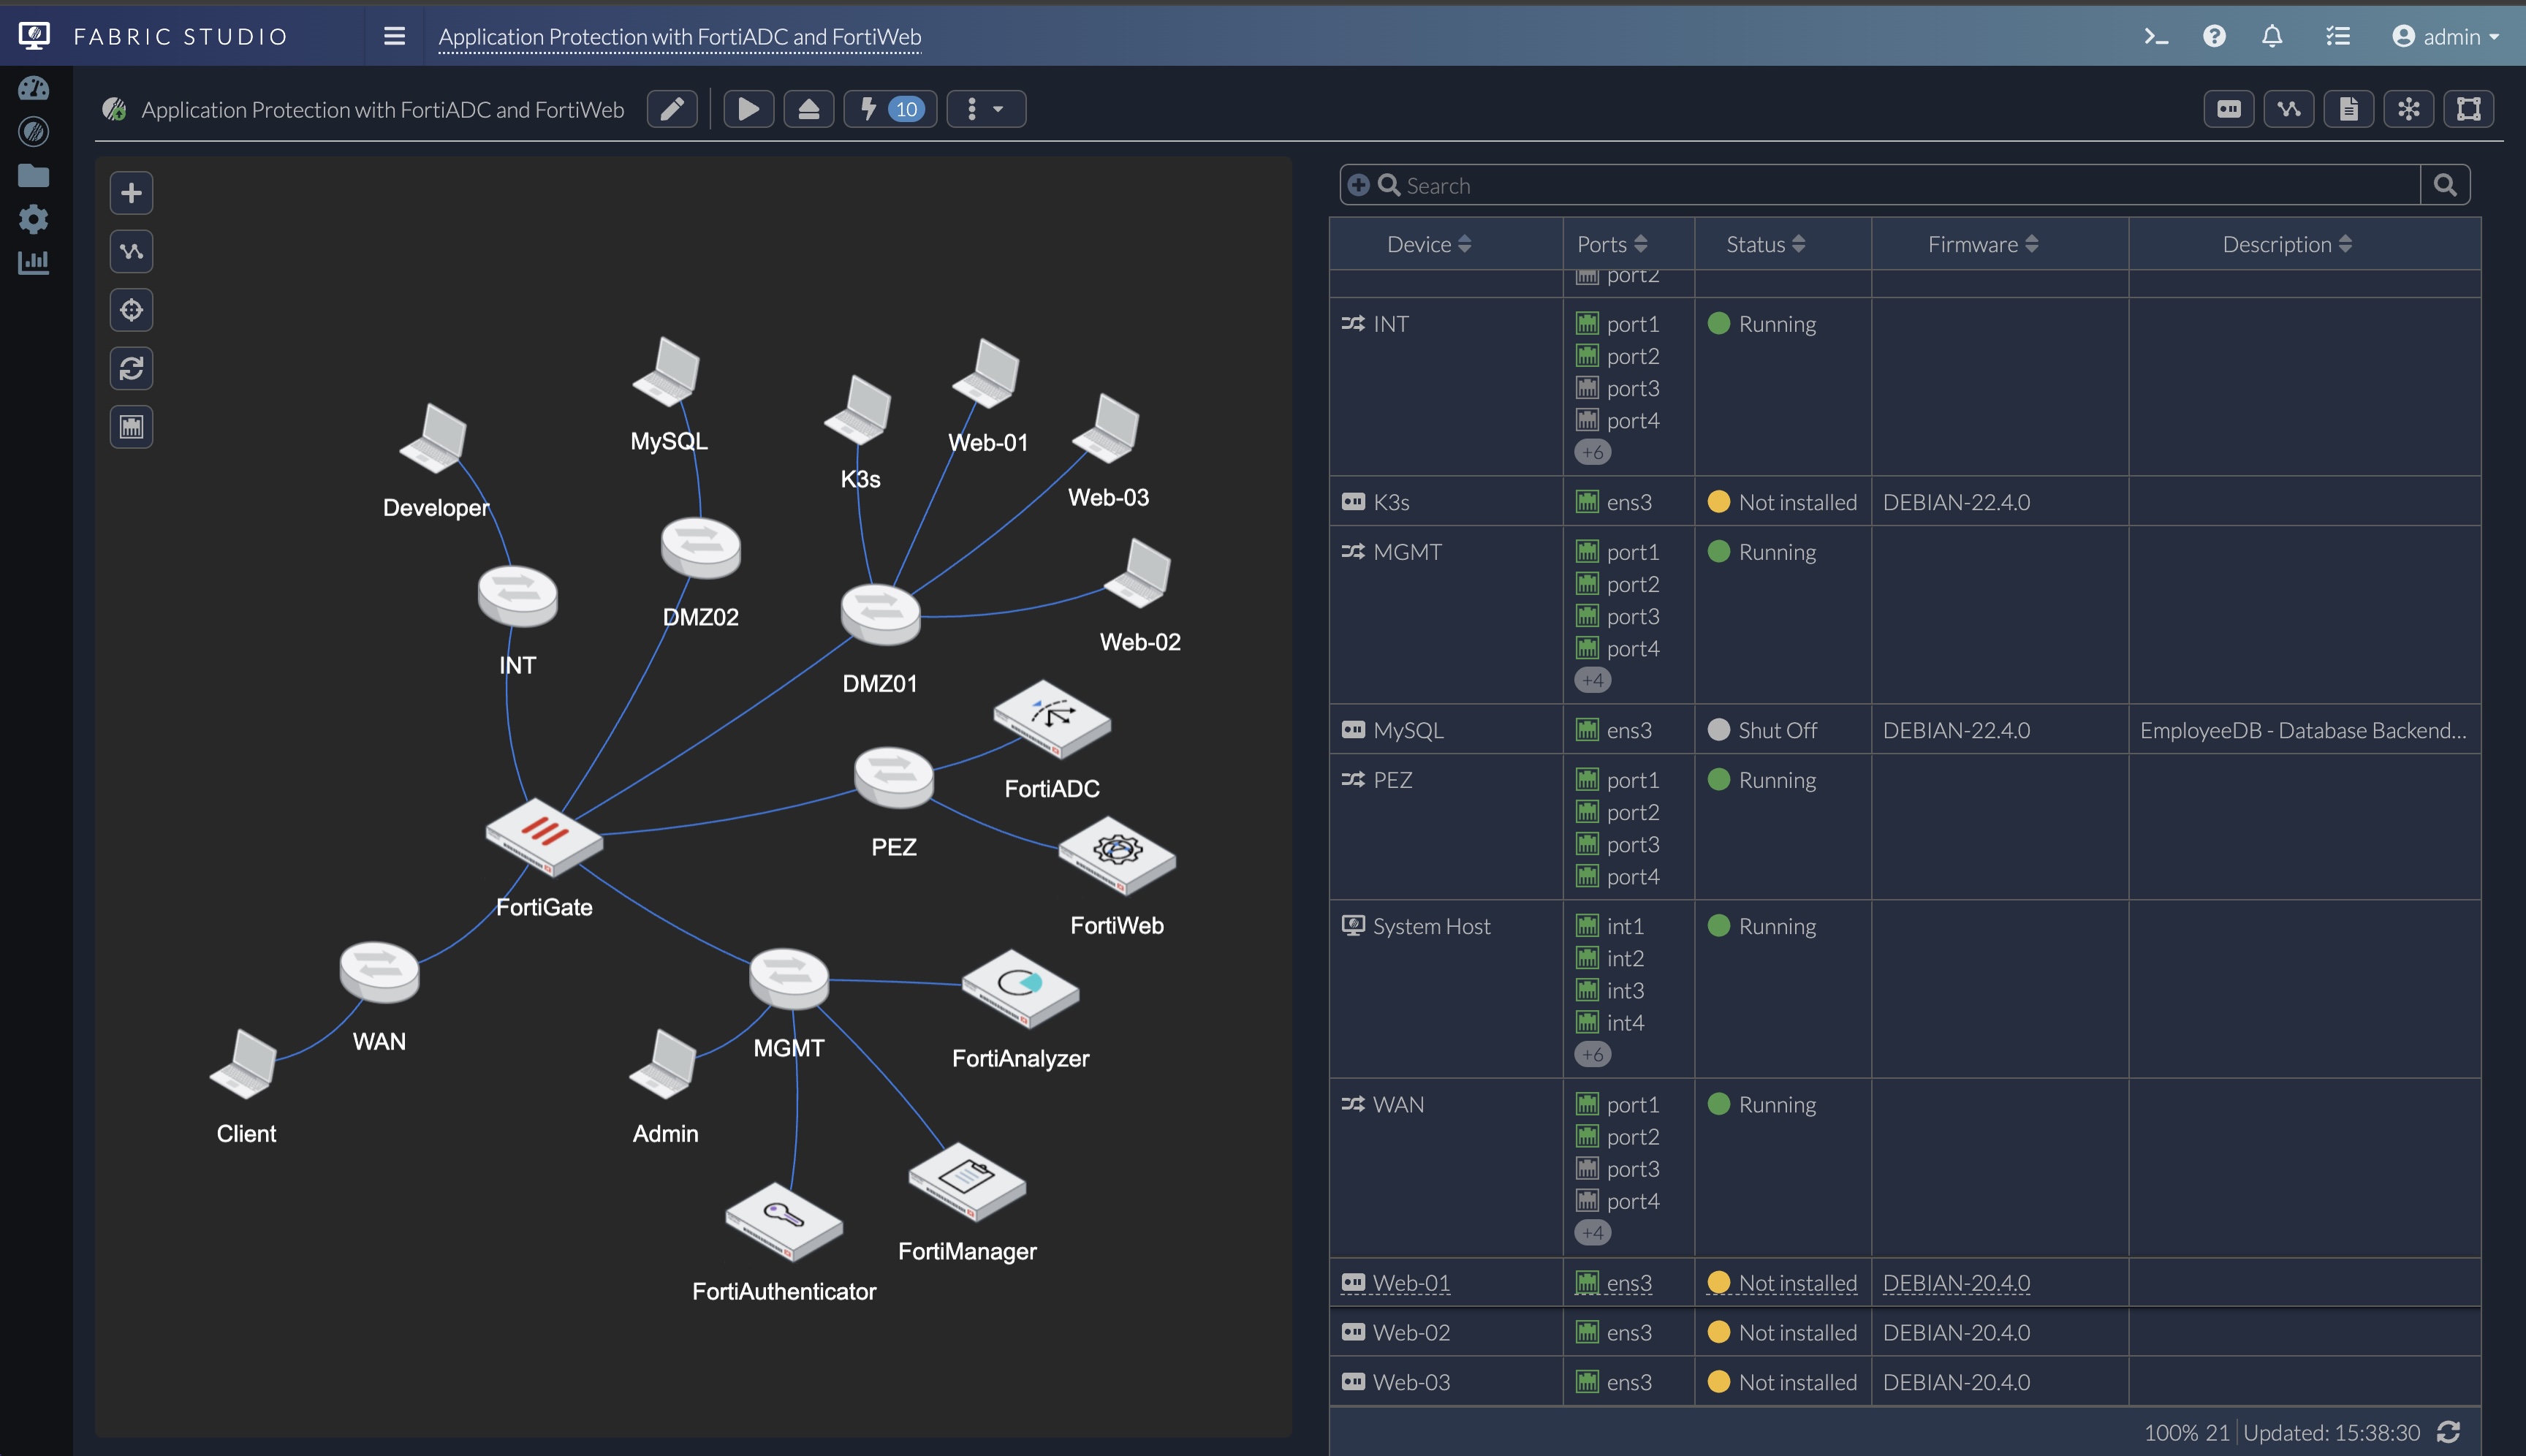 FABRIC STUDIO
Application Protection with FortiADC and FortiWeb
admin
Application Protection with FortiADC and FortiWeb
10
MySQL
K3s
Web-01
Web-03
Developer
DMZ02
Web-02
INT
DMZ01
FortiADC
PEZ
FortiGate
FortiWeb
WAN
MGMT
FortiAnalyzer
Client
Admin
FortiManager
FortiAuthenticator
Search
Device Ports Status Firmware Description
port2
INT port1 Running
port2
port3
port4
+6
K3s ens3 Not installed DEBIAN-22.4.0
MGMT port1 Running
port2
port3
port4
+4
MySQL ens3 Shut Off DEBIAN-22.4.0 EmployeeDB - Database Backend...
PEZ port1 Running
port2
port3
port4
System Host int1 Running
int2
int3
int4
+6
WAN port1 Running
port2
port3
port4
+4
Web-01 ens3 Not installed DEBIAN-20.4.0
Web-02 ens3 Not installed DEBIAN-20.4.0
Web-03 ens3 Not installed DEBIAN-20.4.0
100% 21 Updated: 15:38:30